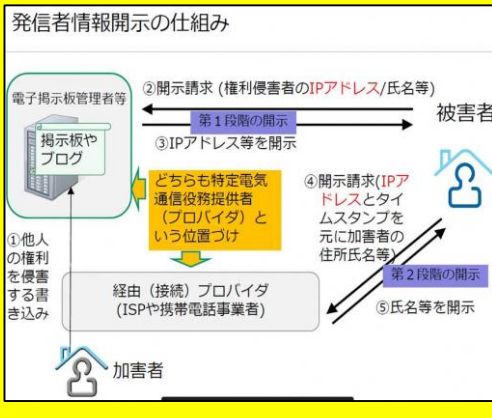 発信者情報開示の仕組み
電子掲示板管理者等
掲示板や
ブログ
②開示請求 (権利侵害者のIPアドレス/氏名等)
第１段階の開示
③IPアドレス等を開示
被害者
どちらも特定電気
通信役務提供者
（プロバイダ）と
いう位置づけ
④開示請求(IPア
ドレスとタイ
ムスタンプを
元に加害者の
住所氏名等)
第２段階の開示
⑤氏名等を開示
①他人
の権利
を侵害
する書
き込み
経由（接続）プロバイダ
(ISPや携帯電話事業者)
加害者